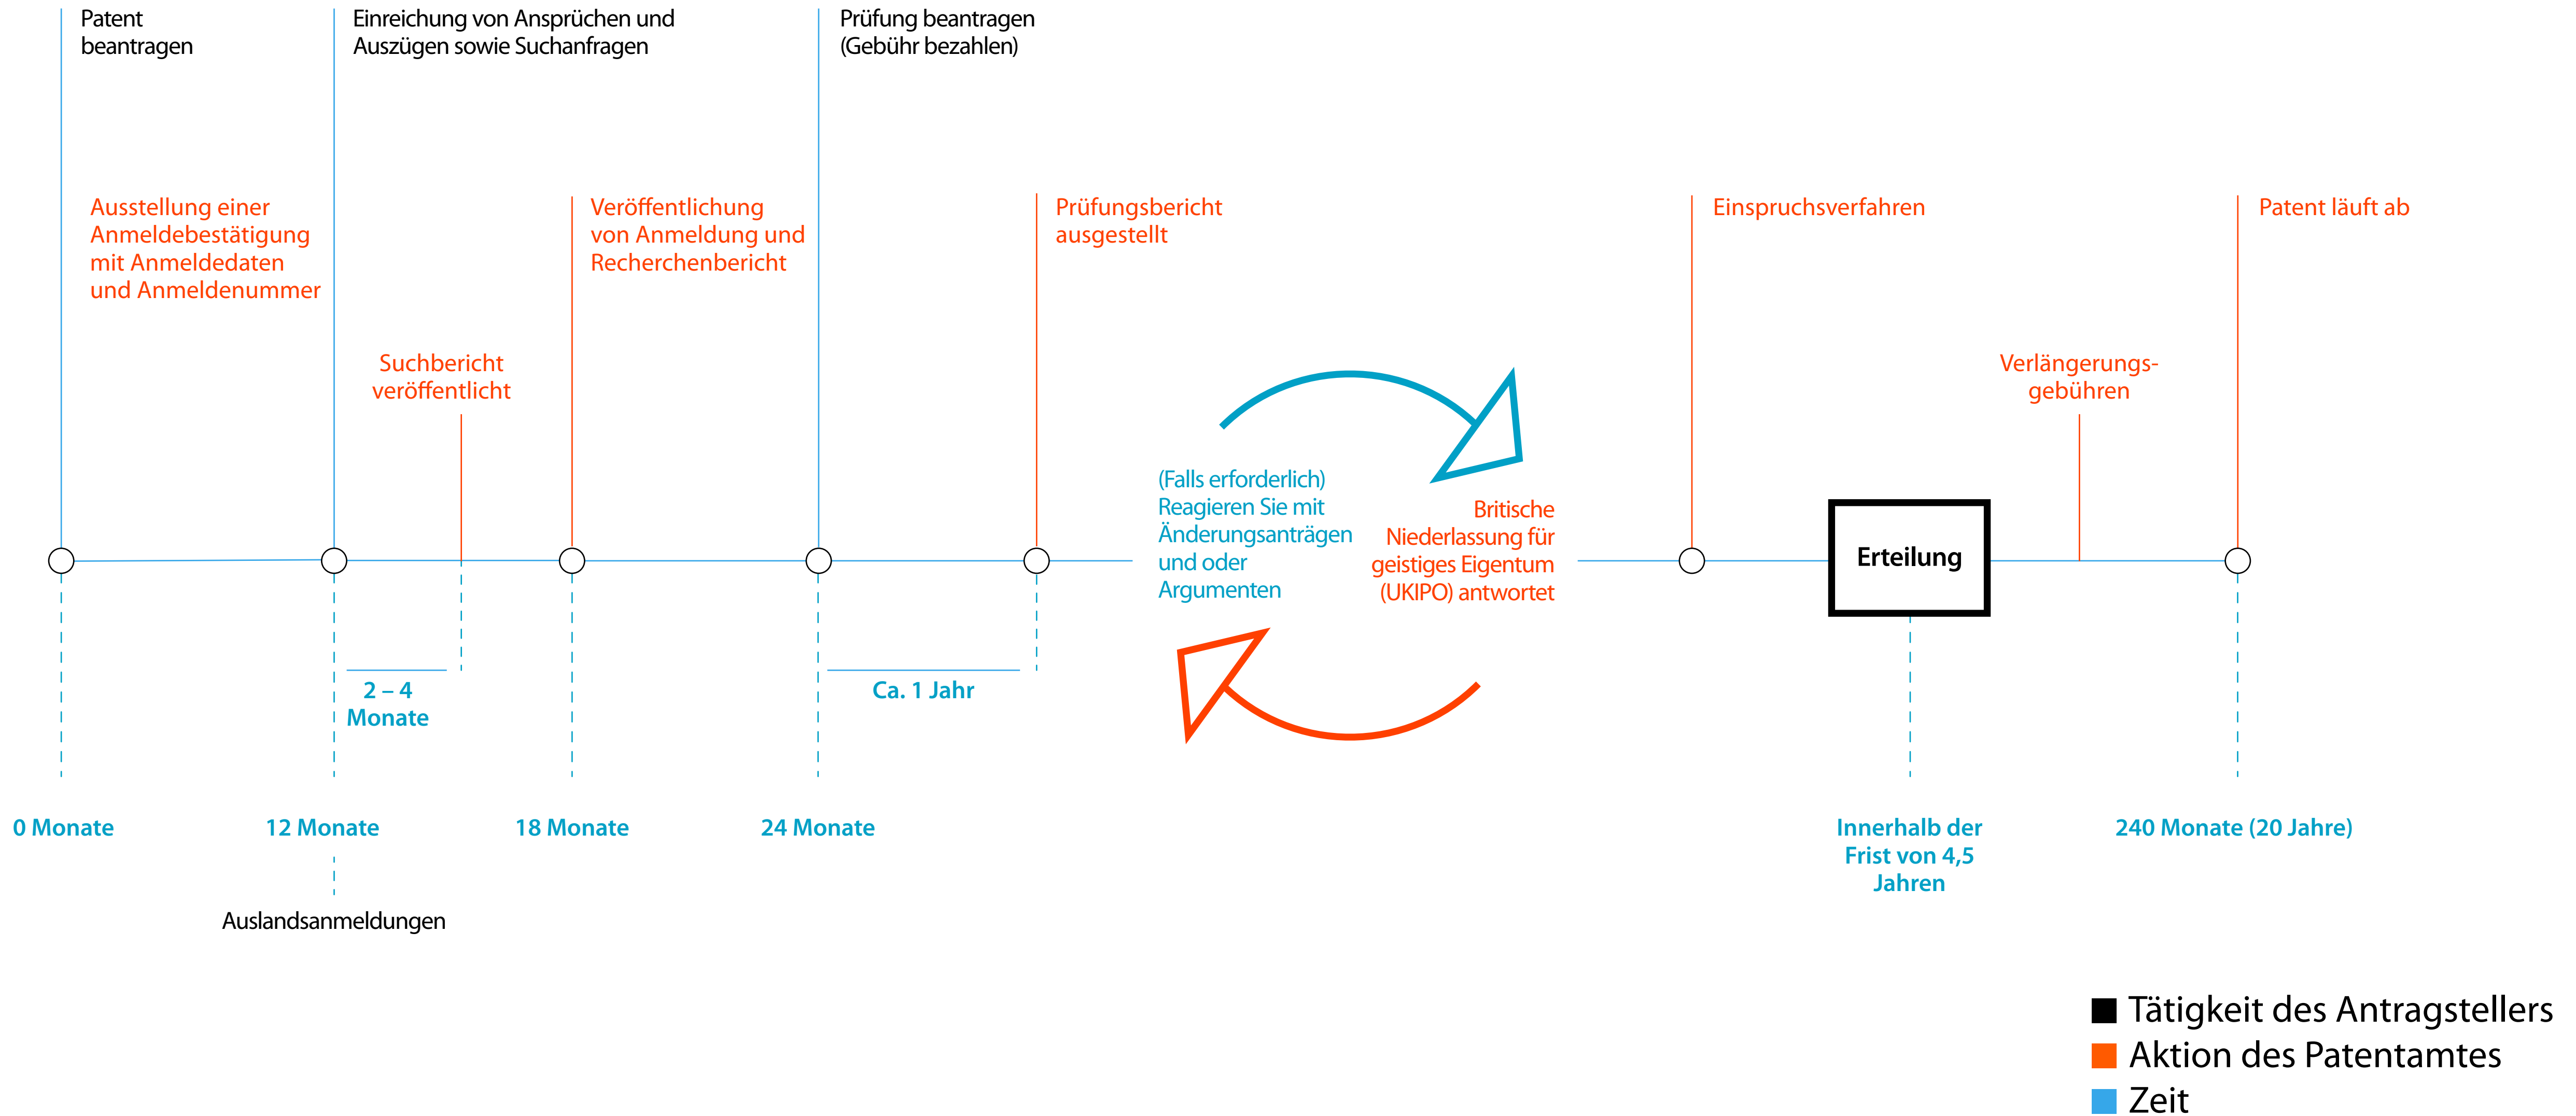 Patent
beantragen
Einreichung von Ansprüchen und
Auszügen sowie Suchanfragen
Prüfung beantragen
(Gebühr bezahlen)
Ausstellung einer
Anmeldebestätigung
mit Anmeldedaten
und Anmeldenummer
Veröffentlichung
von Anmeldung und
Recherchenbericht
Prüfungsbericht
ausgestellt
Einspruchsverfahren
Patent läuft ab
Suchbericht
veröffentlicht
Verlängerungs-
gebühren
(Falls erforderlich)
Reagieren Sie mit
Änderungsanträgen
und oder
Argumenten
Britische
Niederlassung für
geistiges Eigentum
(UKIPO) antwortet
Erteilung
2 – 4
Monate
Ca. 1 Jahr
0 Monate
12 Monate
18 Monate
24 Monate
Innerhalb der
Frist von 4,5
Jahren
240 Monate (20 Jahre)
Auslandsanmeldungen
Tätigkeit des Antragstellers
Aktion des Patentamtes
Zeit